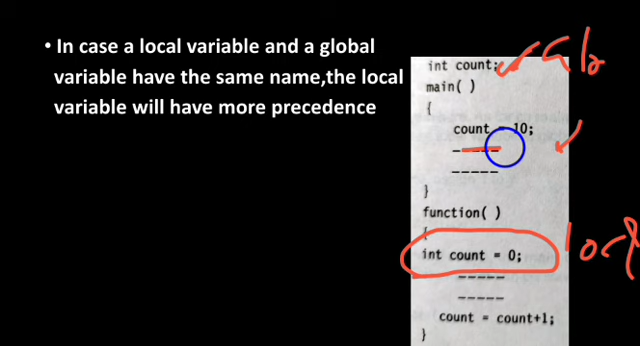 • In case a local variable and a global
variable have the same name,the local
variable will have more precedence
int count;
main( )
{
count = 10;
-----
-----
}
function( )
{
int count = 0;
-----
-----
count = count+1;
}